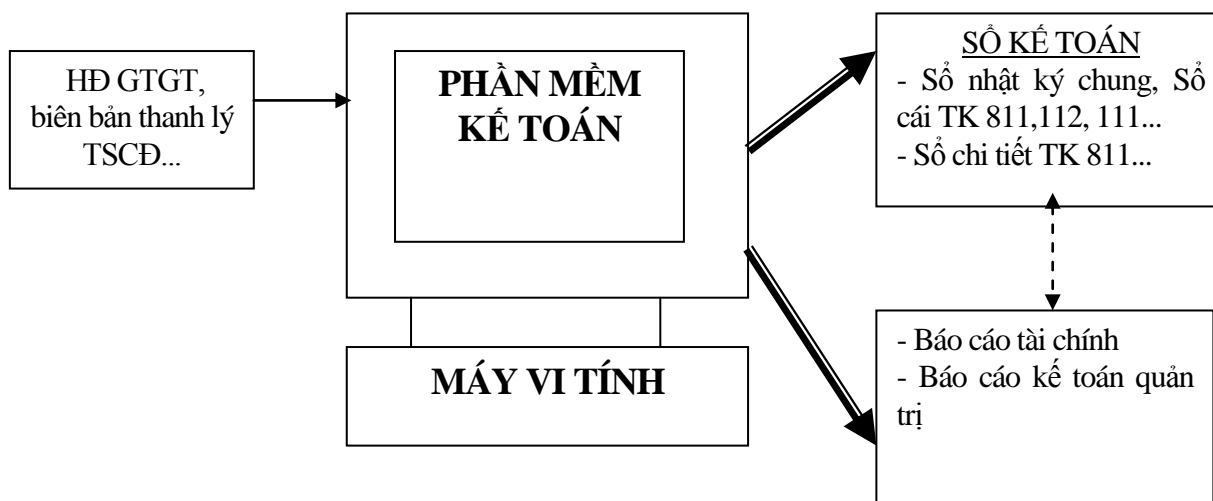 HĐ GTGT,
biên bản thanh lý
TSCĐ...
PHẦN MỀM
KẾ TOÁN
MÁY VI TÍNH
SỔ KẾ TOÁN
- Sổ nhật ký chung, Sổ
cái TK 811,112, 111...
- Sổ chi tiết TK 811...
- Báo cáo tài chính
- Báo cáo kế toán quản
trị